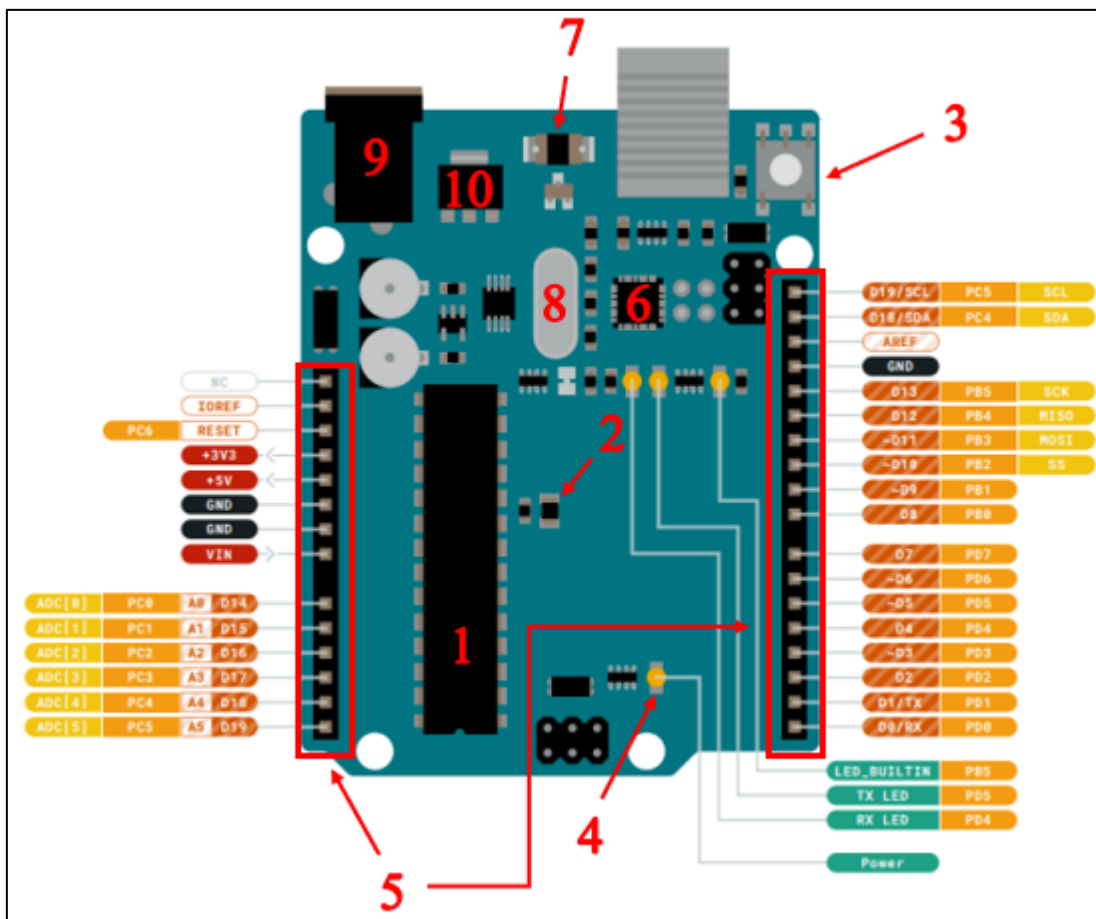 7
3
9
10
8
6
D19/SCL PC5 SCL
D18/SDA PC4 SDA
AREF
GND
D13 PB5 SCK
D12 PB4 MISO
~D11 PB3 MOSI
~D10 PB2 SS
~D9 PB1
D8 PB0
D7 PD7
~D6 PD6
~D5 PD5
D4 PD4
~D3 PD3
D2 PD2
D1/TX PD1
D0/RX PD0
NC
IOREF
PC6 RESET
+3V3
+5V
GND
GND
VIN
ADC[0] PC0 A0 D14
ADC[1] PC1 A1 D15
ADC[2] PC2 A2 D16
ADC[3] PC3 A3 D17
ADC[4] PC4 A4 D18
ADC[5] PC5 A5 D19
2
1
4
5
LED_BUILTIN PB5
TX LED PD5
RX LED PD4
Power